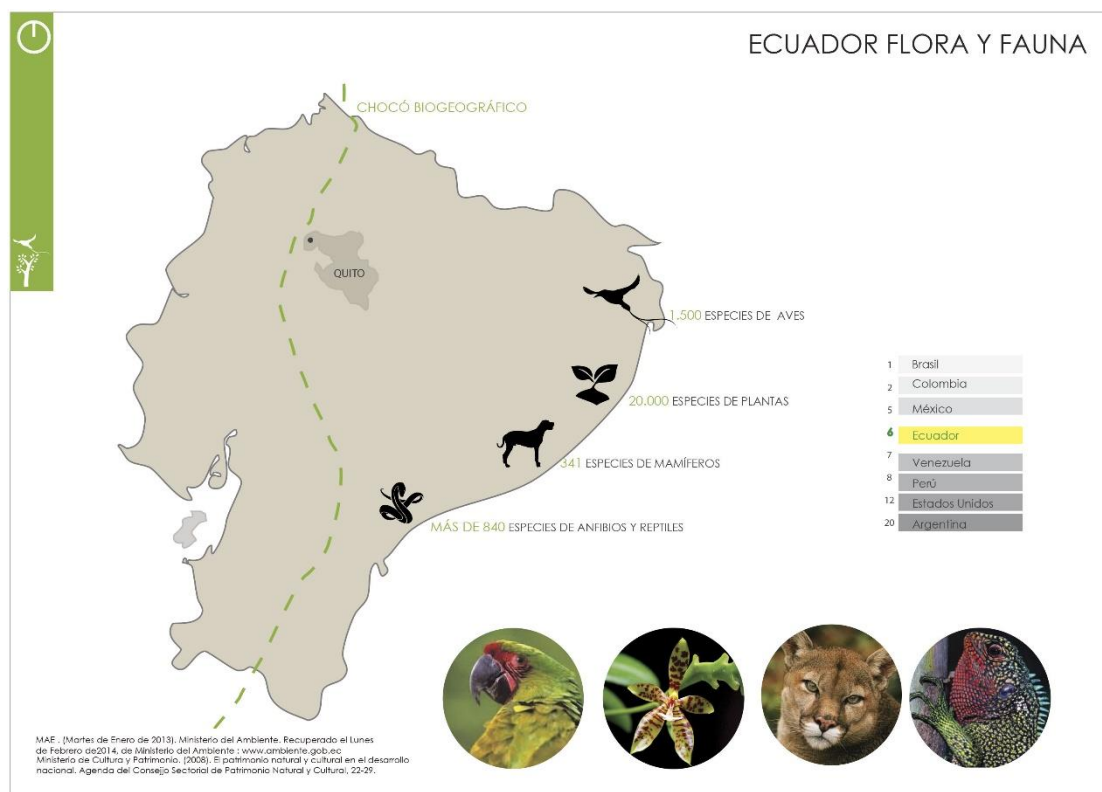 ECUADOR FLORA Y FAUNA
CHOCÓ BIOGEOGRÁFICO
QUITO
1.500 ESPECIES DE AVES
20.000 ESPECIES DE PLANTAS
341 ESPECIES DE MAMÍFEROS
MÁS DE 840 ESPECIES DE ANFIBIOS Y REPTILES
1 Brasil
2 Colombia
5 México
6 Ecuador
7 Venezuela
8 Perú
12 Estados Unidos
20 Argentina
MAE . (Martes de Enero de 2013). Ministerio del Ambiente. Recuperado el Lunes
de Febrero de2014, de Ministerio del Ambiente : www.ambiente.gob.ec
Ministerio de Cultura y Patrimonio. (2008). El patrimonio natural y cultural en el desarrollo
nacional. Agenda del Consejo Sectorial de Patrimonio Natural y Cultural, 22-29.